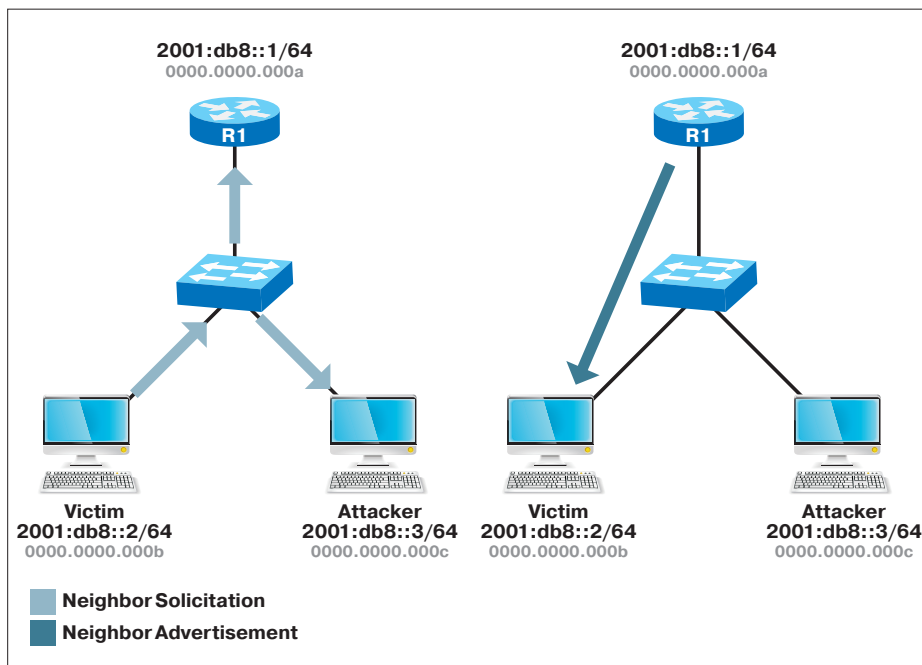 2001:db8::1/64
0000.0000.000a
R1
Victim
2001:db8::2/64
0000.0000.000b
Attacker
2001:db8::3/64
0000.0000.000c
2001:db8::1/64
0000.0000.000a
R1
Victim
2001:db8::2/64
0000.0000.000b
Attacker
2001:db8::3/64
0000.0000.000c
Neighbor Solicitation
Neighbor Advertisement